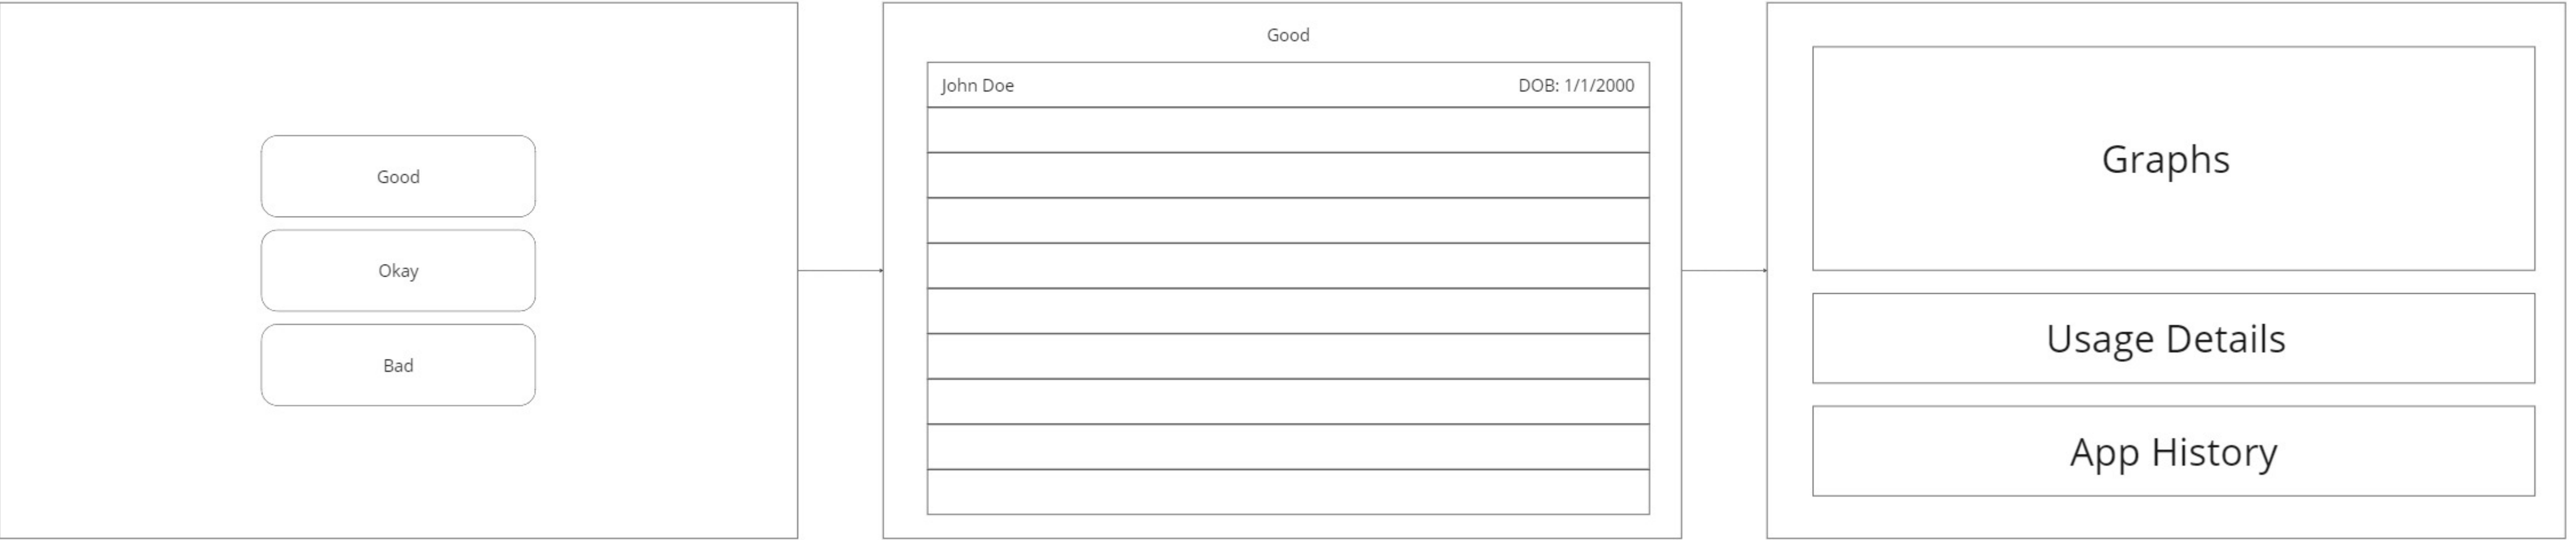 Good
Okay
Bad
Good
John Doe DOB: 1/1/2000
Graphs
Usage Details
App History